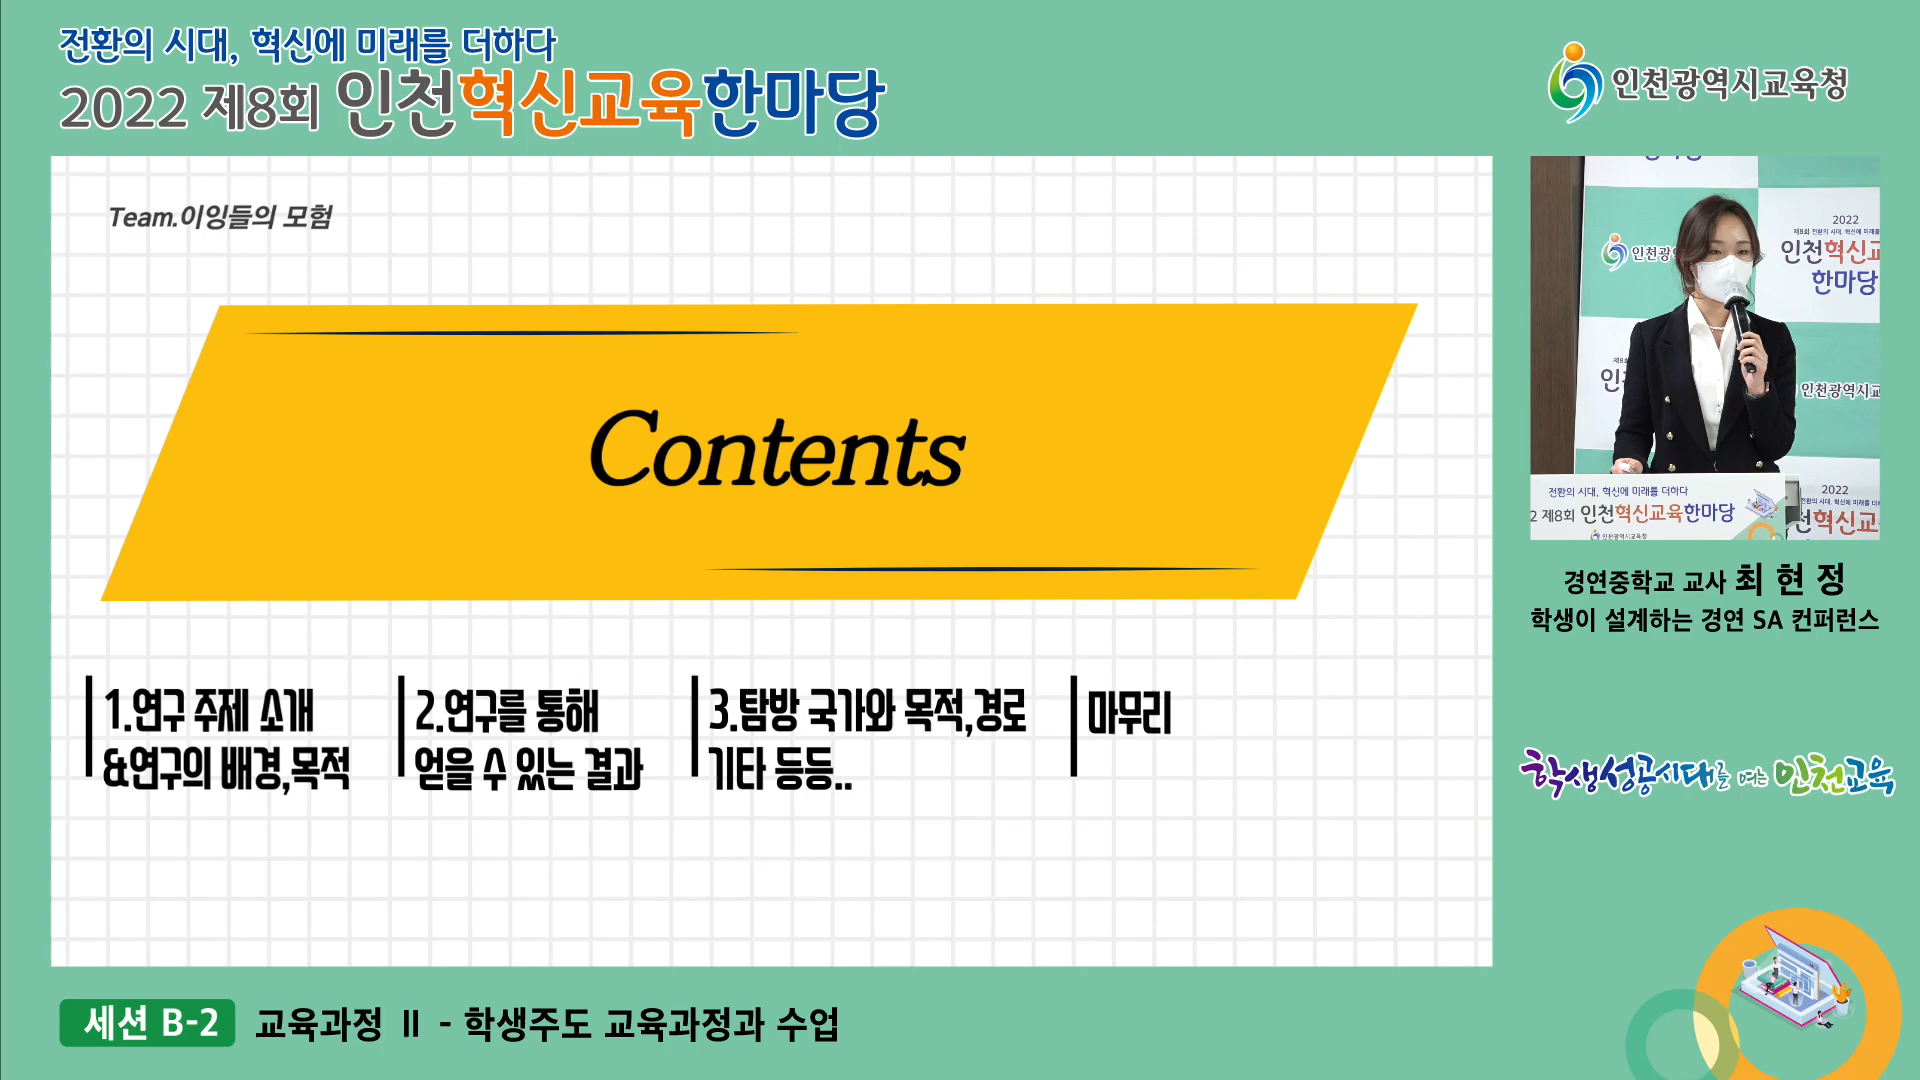 전환의 시대, 혁신에 미래를 더하다
2022 제8회 인천혁신교육한마당
인천광역시교육청
Team.이잉들의 모험
Contents
1.연구 주제 소개
&연구의 배경,목적
2.연구를 통해
얻을 수 있는 결과
3.탐방 국가와 목적,경로
기타 등등..
마무리
2022
인천혁신교
한마당
인천광
인천광역시교
전환의 시대, 혁신에 미래를 더하다
2 제8회 인천혁신교육한마당
인천광역시교육청
2022
천혁신교
경연중학교 교사 최 현 정
학생이 설계하는 경연 SA 컨퍼런스
학생성공시대를 여는 인천교육
세션 B-2 교육과정 Ⅱ - 학생주도 교육과정과 수업